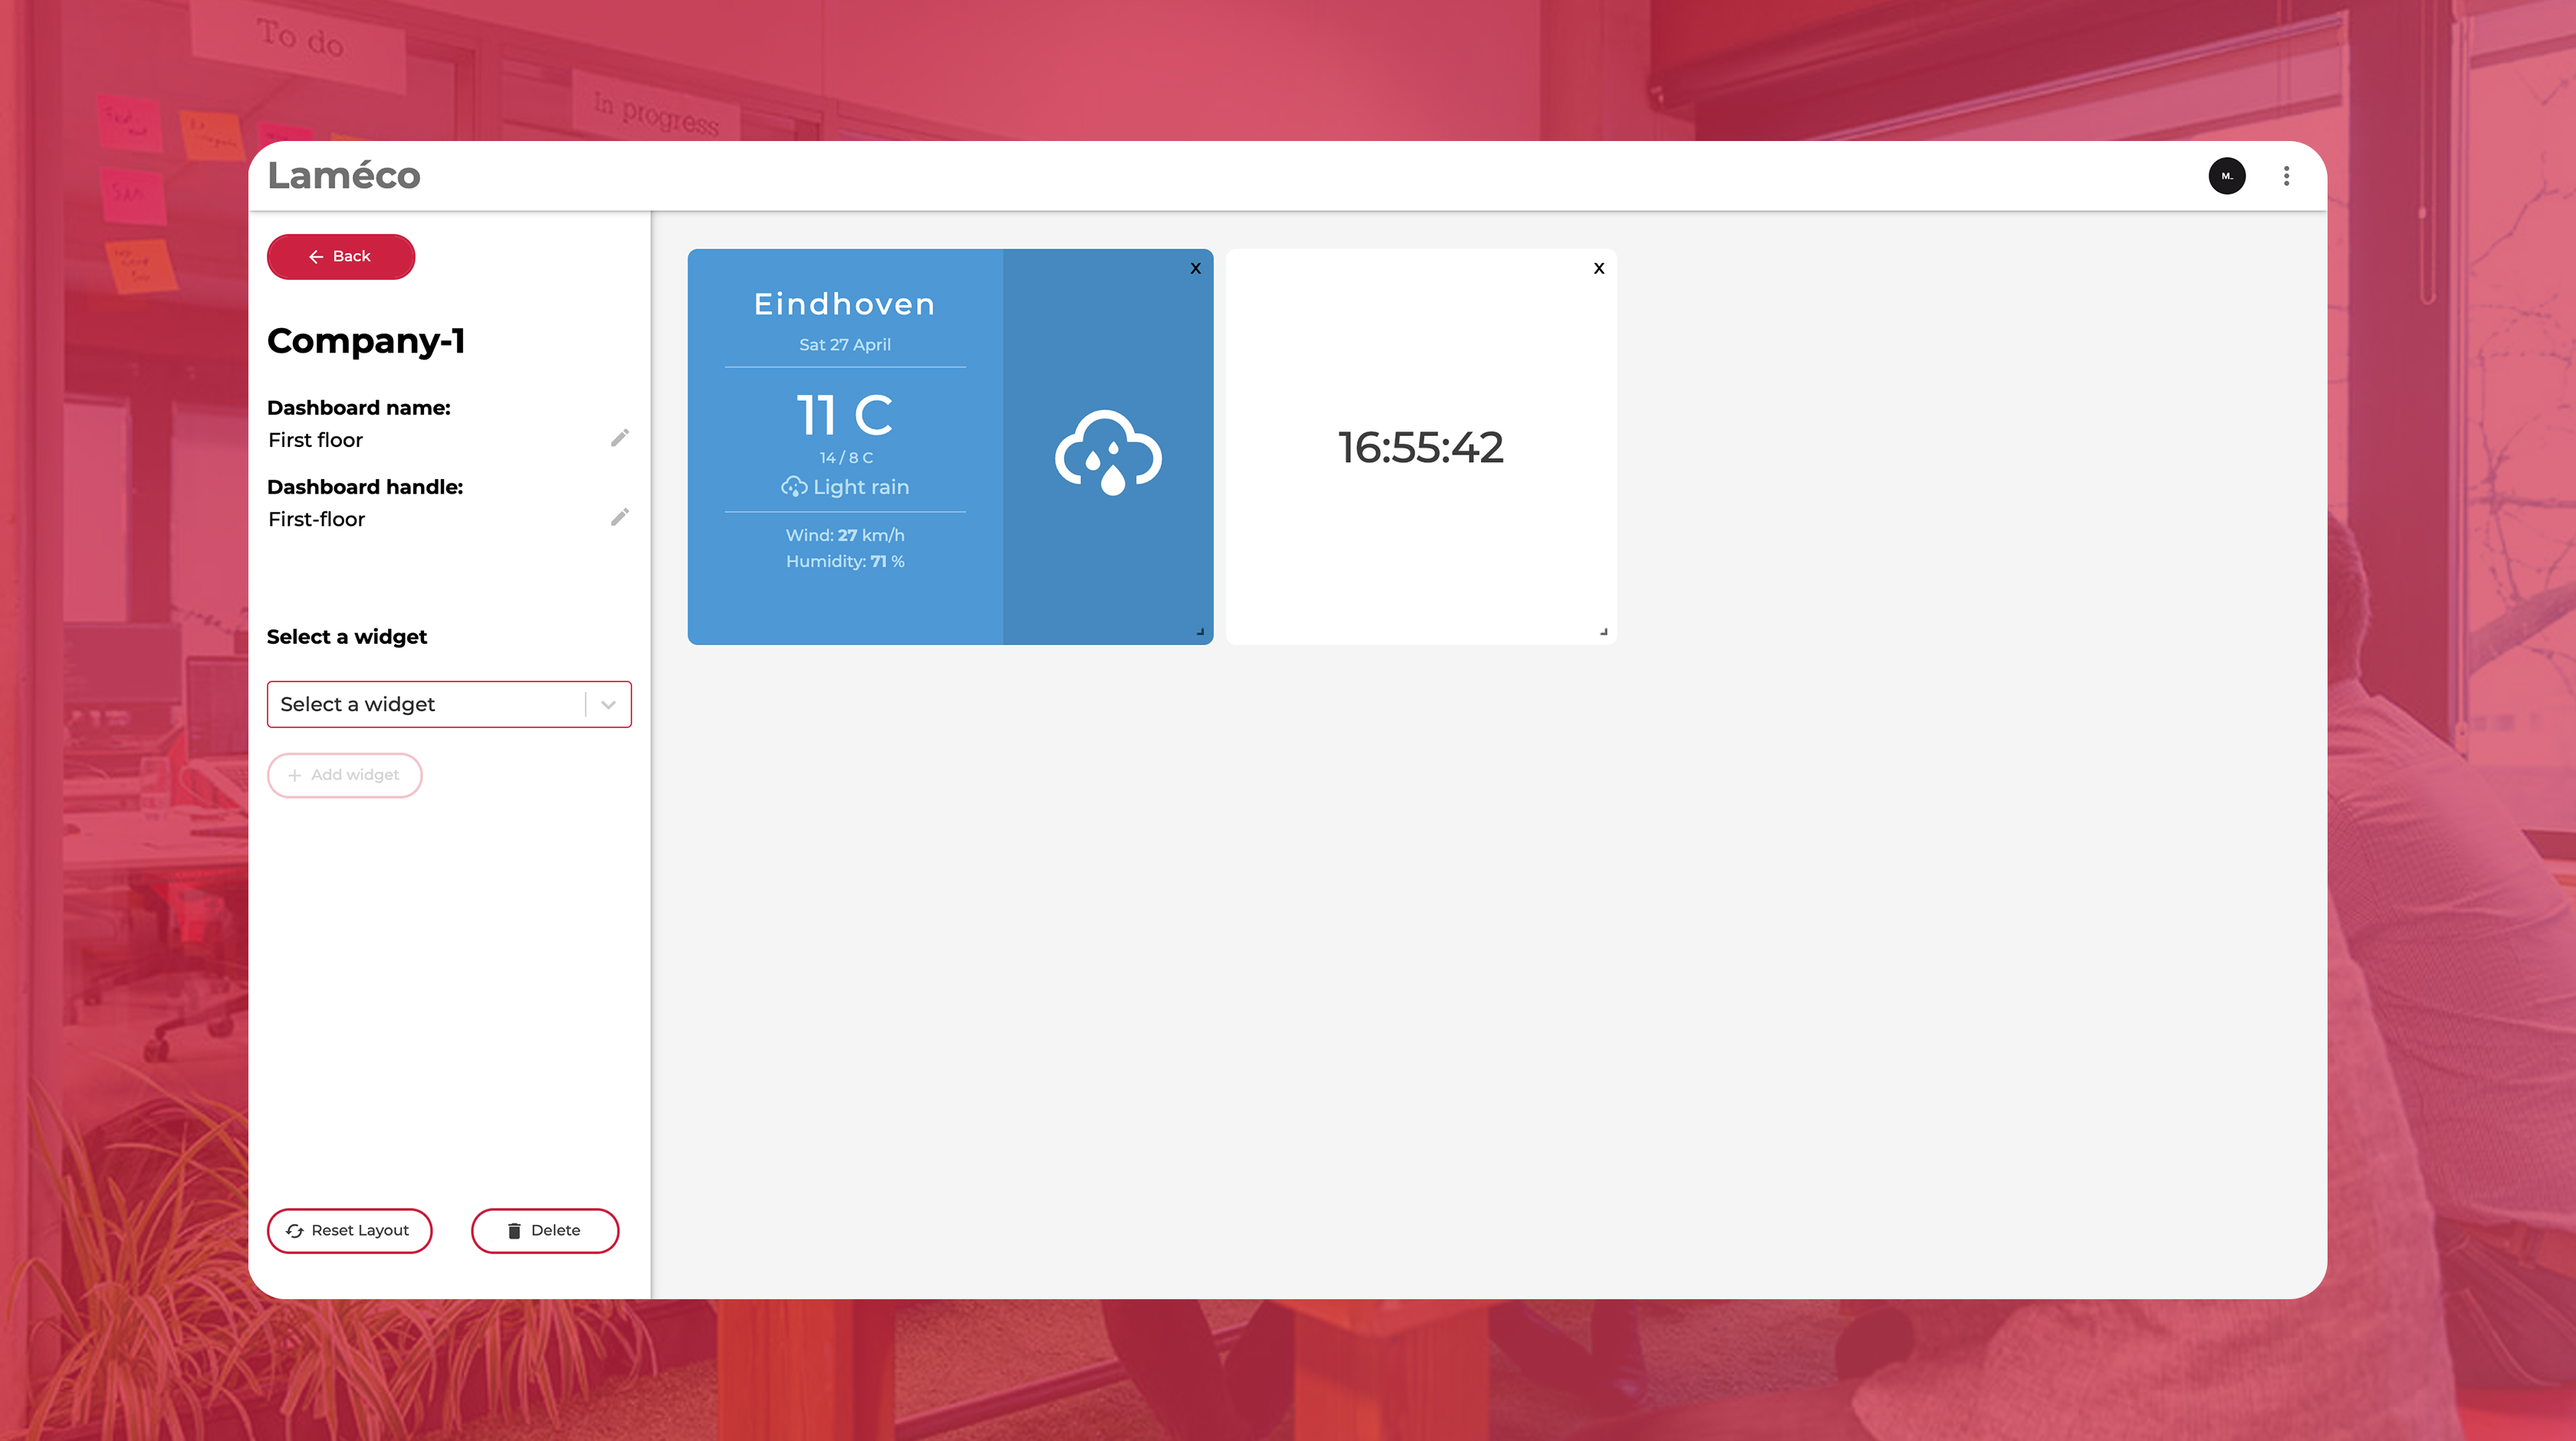 To do
In progress
Laméco
M..
Back
Company-1
Dashboard name:
First floor
Dashboard handle:
First-floor
Select a widget
Select a widget
+ Add widget
Reset Layout
Delete
X
Eindhoven
Sat 27 April
11 C
14 / 8 C
Light rain
Wind: 27 km/h
Humidity: 71 %
X
16:55:42